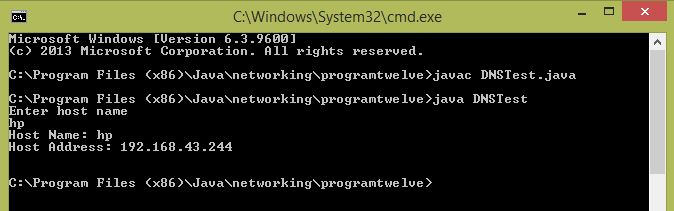 C:\Windows\System32\cmd.exe
Microsoft Windows [Version 6.3.9600]
(c) 2013 Microsoft Corporation. All rights reserved.
C:\Program Files (x86)\Java\networking\programtwelve>javac DNSTest.java
C:\Program Files (x86)\Java\networking\programtwelve>java DNSTest
Enter host name
hp
Host Name: hp
Host Address: 192.168.43.244
C:\Program Files (x86)\Java\networking\programtwelve>